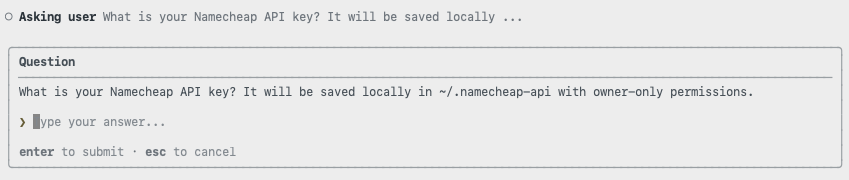 ○ Asking user What is your Namecheap API key? It will be saved locally ...
Question
What is your Namecheap API key? It will be saved locally in ~/.namecheap-api with owner-only permissions.
❯ Type your answer...
enter to submit · esc to cancel